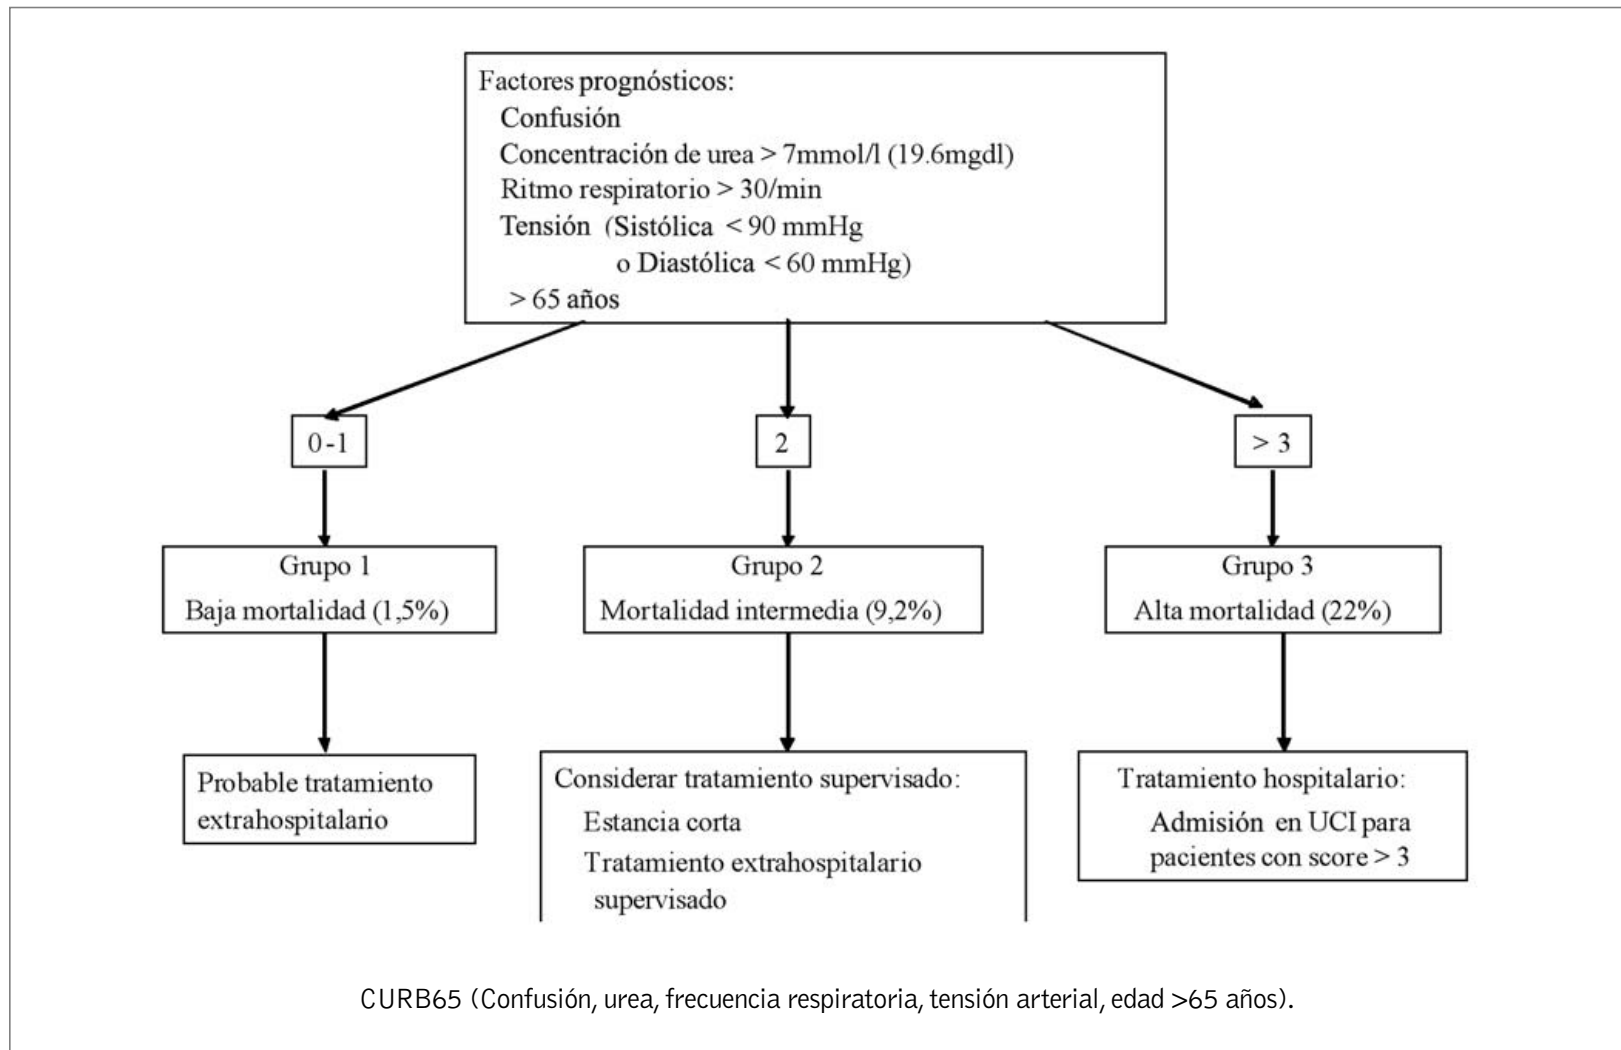 Factores prognósticos:
Confusión
Concentración de urea > 7mmol/l (19.6mgdl)
Ritmo respiratorio > 30/min
Tensión (Sistólica < 90 mmHg
o Diastólica < 60 mmHg)
> 65 años
0-1
2
> 3
Grupo 1
Baja mortalidad (1,5%)
Grupo 2
Mortalidad intermedia (9,2%)
Grupo 3
Alta mortalidad (22%)
Probable tratamiento
extrahospitalario
Considerar tratamiento supervisado:
Estancia corta
Tratamiento extrahospitalario
supervisado
Tratamiento hospitalario:
Admisión en UCI para
pacientes con score > 3
CURB65 (Confusión, urea, frecuencia respiratoria, tensión arterial, edad >65 años).